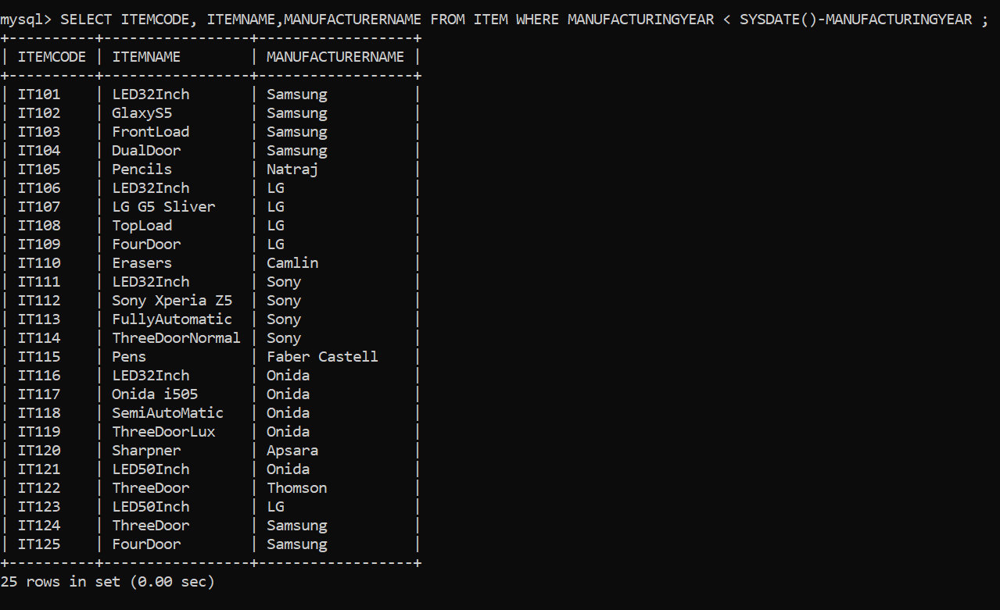 mysql> SELECT ITEMCODE, ITEMNAME,MANUFACTURERNAME FROM ITEM WHERE MANUFACTURINGYEAR < SYSDATE()-MANUFACTURINGYEAR ;
+----------+-----------------+------------------+
| ITEMCODE | ITEMNAME        | MANUFACTURERNAME |
+----------+-----------------+------------------+
| IT101    | LED32Inch       | Samsung          |
| IT102    | GlaxyS5         | Samsung          |
| IT103    | FrontLoad       | Samsung          |
| IT104    | DualDoor        | Samsung          |
| IT105    | Pencils         | Natraj           |
| IT106    | LED32Inch       | LG               |
| IT107    | LG G5 Sliver    | LG               |
| IT108    | TopLoad         | LG               |
| IT109    | FourDoor        | LG               |
| IT110    | Erasers         | Camlin           |
| IT111    | LED32Inch       | Sony             |
| IT112    | Sony Xperia Z5  | Sony             |
| IT113    | FullyAutomatic  | Sony             |
| IT114    | ThreeDoorNormal | Sony             |
| IT115    | Pens            | Faber Castell    |
| IT116    | LED32Inch       | Onida            |
| IT117    | Onida i505      | Onida            |
| IT118    | SemiAutoMatic   | Onida            |
| IT119    | ThreeDoorLux    | Onida            |
| IT120    | Sharpner        | Apsara           |
| IT121    | LED50Inch       | Onida            |
| IT122    | ThreeDoor       | Thomson          |
| IT123    | LED50Inch       | LG               |
| IT124    | ThreeDoor       | Samsung          |
| IT125    | FourDoor        | Samsung          |
+----------+-----------------+------------------+
25 rows in set (0.00 sec)